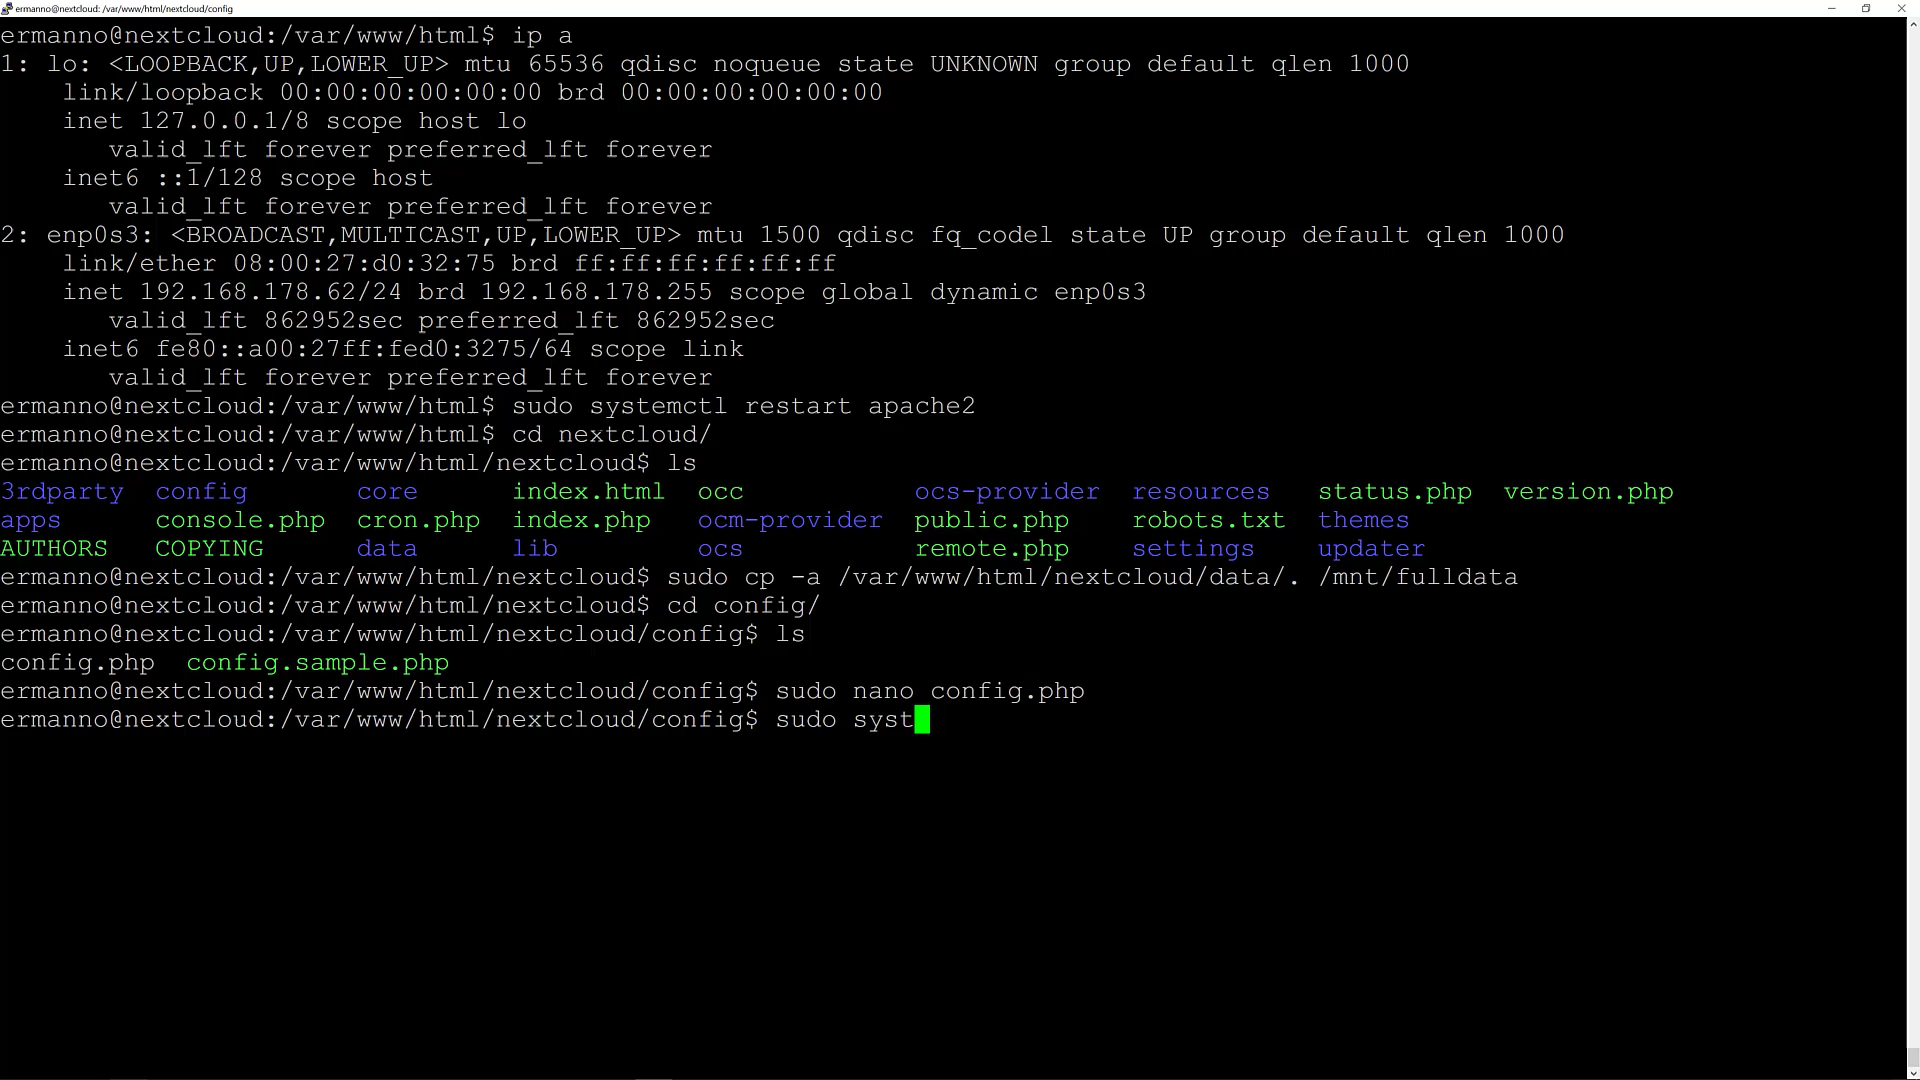 ermanno@nextcloud: /var/www/html/nextcloud/config
ermanno@nextcloud:/var/www/html$ ip a
1: lo: <LOOPBACK,UP,LOWER_UP> mtu 65536 qdisc noqueue state UNKNOWN group default qlen 1000
    link/loopback 00:00:00:00:00:00 brd 00:00:00:00:00:00
    inet 127.0.0.1/8 scope host lo
       valid_lft forever preferred_lft forever
    inet6 ::1/128 scope host
       valid_lft forever preferred_lft forever
2: enp0s3: <BROADCAST,MULTICAST,UP,LOWER_UP> mtu 1500 qdisc fq_codel state UP group default qlen 1000
    link/ether 08:00:27:d0:32:75 brd ff:ff:ff:ff:ff:ff
    inet 192.168.178.62/24 brd 192.168.178.255 scope global dynamic enp0s3
       valid_lft 862952sec preferred_lft 862952sec
    inet6 fe80::a00:27ff:fed0:3275/64 scope link
       valid_lft forever preferred_lft forever
ermanno@nextcloud:/var/www/html$ sudo systemctl restart apache2
ermanno@nextcloud:/var/www/html$ cd nextcloud/
ermanno@nextcloud:/var/www/html/nextcloud$ ls
3rdparty  config       core      index.html  occ           ocs-provider  resources   status.php  version.php
apps      console.php  cron.php  index.php   ocm-provider  public.php    robots.txt  themes
AUTHORS   COPYING      data      lib         ocs           remote.php    settings    updater
ermanno@nextcloud:/var/www/html/nextcloud$ sudo cp -a /var/www/html/nextcloud/data/. /mnt/fulldata
ermanno@nextcloud:/var/www/html/nextcloud$ cd config/
ermanno@nextcloud:/var/www/html/nextcloud/config$ ls
config.php  config.sample.php
ermanno@nextcloud:/var/www/html/nextcloud/config$ sudo nano config.php
ermanno@nextcloud:/var/www/html/nextcloud/config$ sudo syst